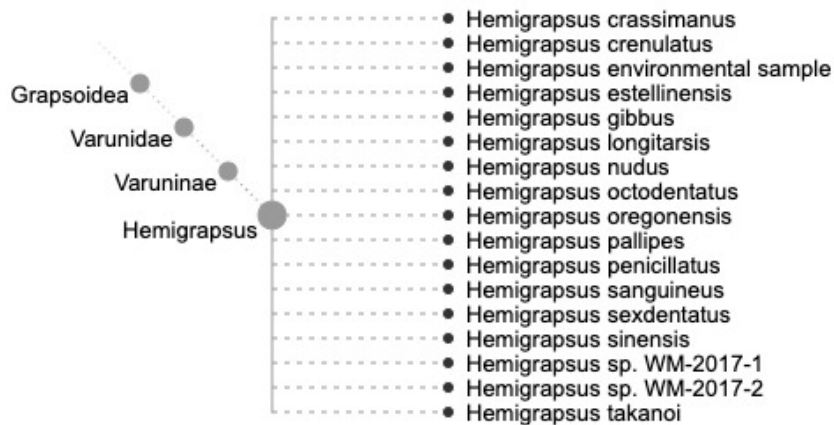 Grapsoidea
Varunidae
Varuninae
Hemigrapsus
Hemigrapsus crassimanus
Hemigrapsus crenulatus
Hemigrapsus environmental sample
Hemigrapsus estellinensis
Hemigrapsus gibbus
Hemigrapsus longitarsis
Hemigrapsus nudus
Hemigrapsus octodentatus
Hemigrapsus oregonensis
Hemigrapsus pallipes
Hemigrapsus penicillatus
Hemigrapsus sanguineus
Hemigrapsus sexdentatus
Hemigrapsus sinensis
Hemigrapsus sp. WM-2017-1
Hemigrapsus sp. WM-2017-2
Hemigrapsus takanoi